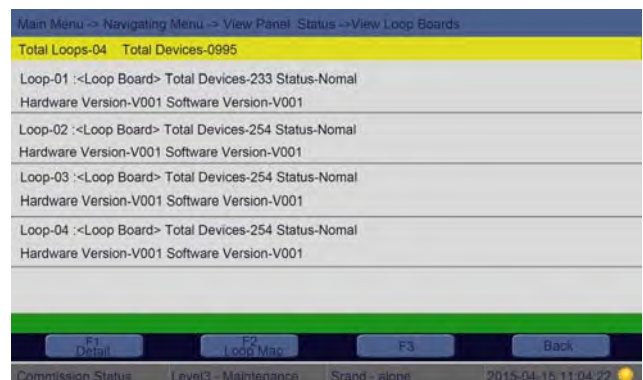 Main Menu -> Navigating Menu -> View Panel Status ->View Loop Boards
Total Loops-04 Total Devices-0995
Loop-01 :<Loop Board> Total Devices-233 Status-Nomal
Hardware Version-V001 Software Version-V001
Loop-02 :<Loop Board> Total Devices-254 Status-Nomal
Hardware Version-V001 Software Version-V001
Loop-03 :<Loop Board> Total Devices-254 Status-Nomal
Hardware Version-V001 Software Version-V001
Loop-04 :<Loop Board> Total Devices-254 Status-Nomal
Hardware Version-V001 Software Version-V001
F1 F2 F3 Back
Detail Loop Map
Commission Status Level3 - Maintenance Srand - alone 2015-04-15 11:04:22